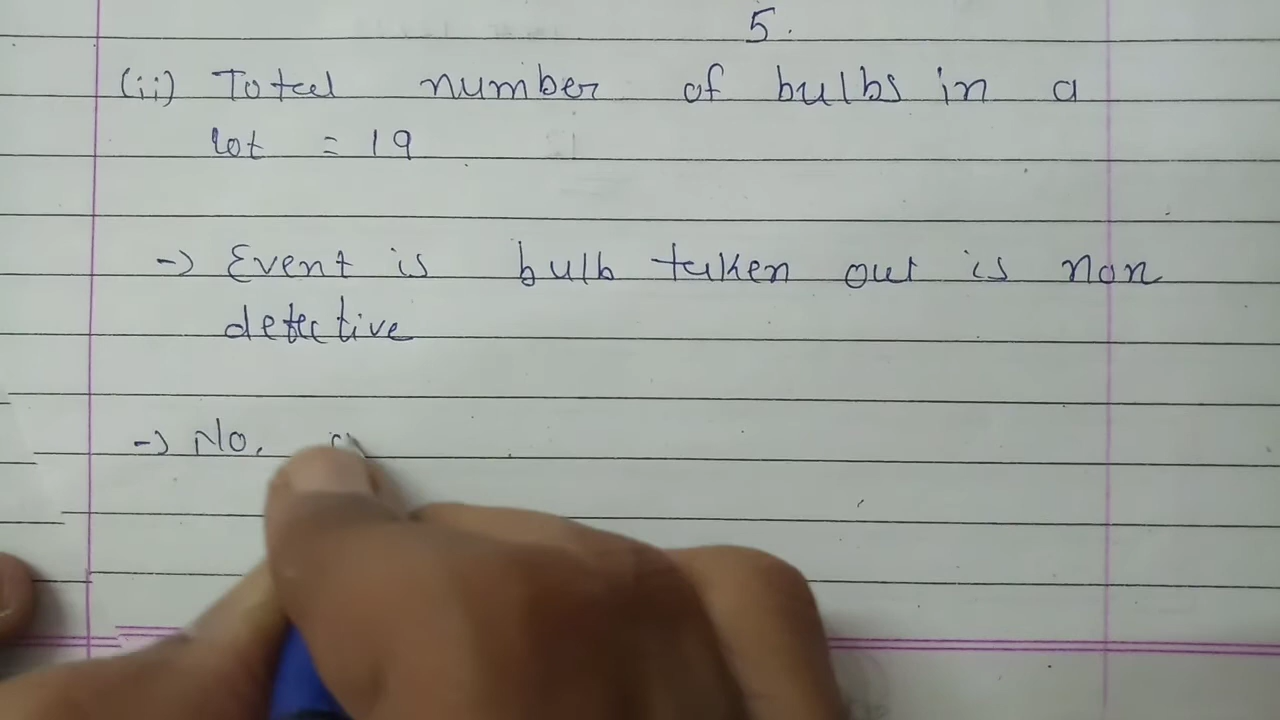 5.
(ii) Total number of bulbs in a
lot = 19
-> Event is bulb taken out is non
defective
-> No.